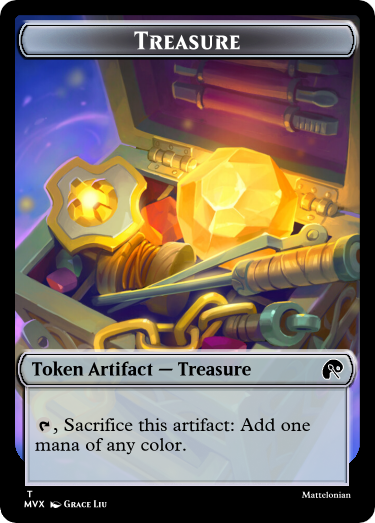 TREASURE
Token Artifact — Treasure
, Sacrifice this artifact: Add one
mana of any color.
T
MVX GRACE LIU
Mattelonian